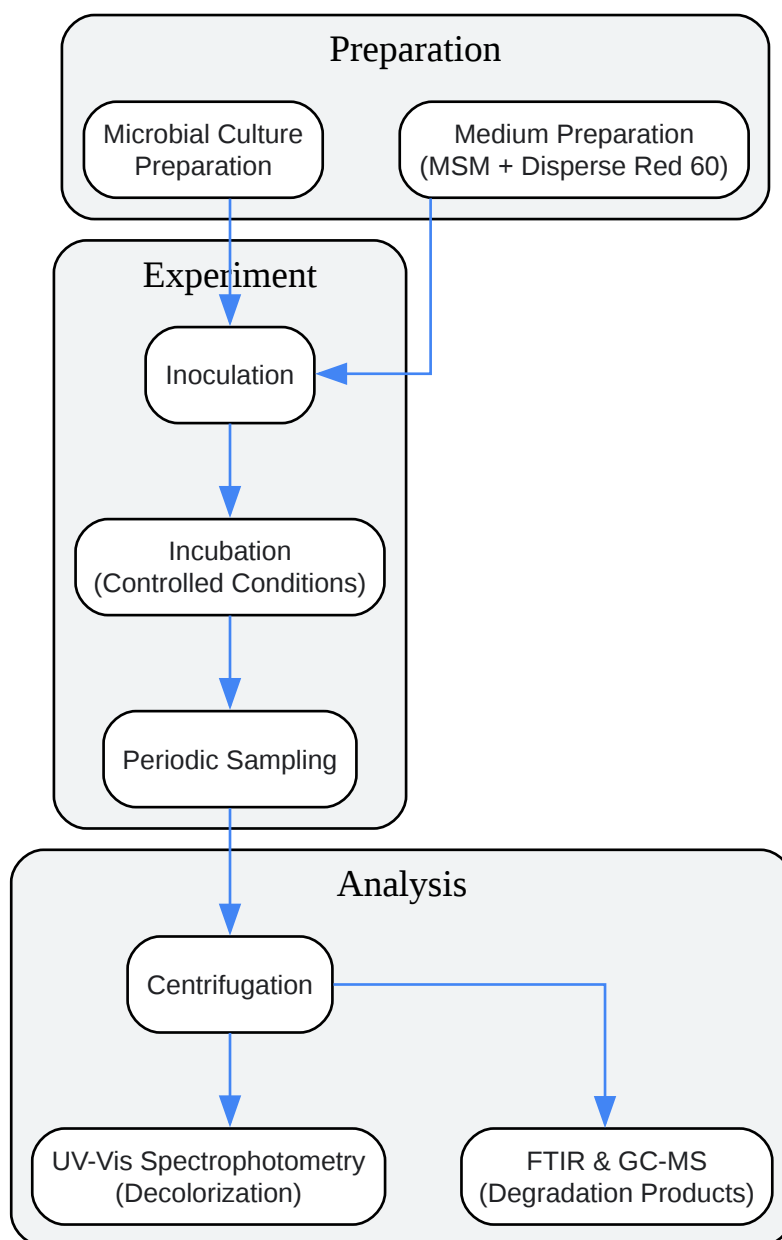 Preparation
Microbial Culture
Preparation
Medium Preparation
(MSM + Disperse Red 60)
Experiment
Inoculation
Incubation
(Controlled Conditions)
Periodic Sampling
Analysis
Centrifugation
UV-Vis Spectrophotometry
(Decolorization)
FTIR & GC-MS
(Degradation Products)